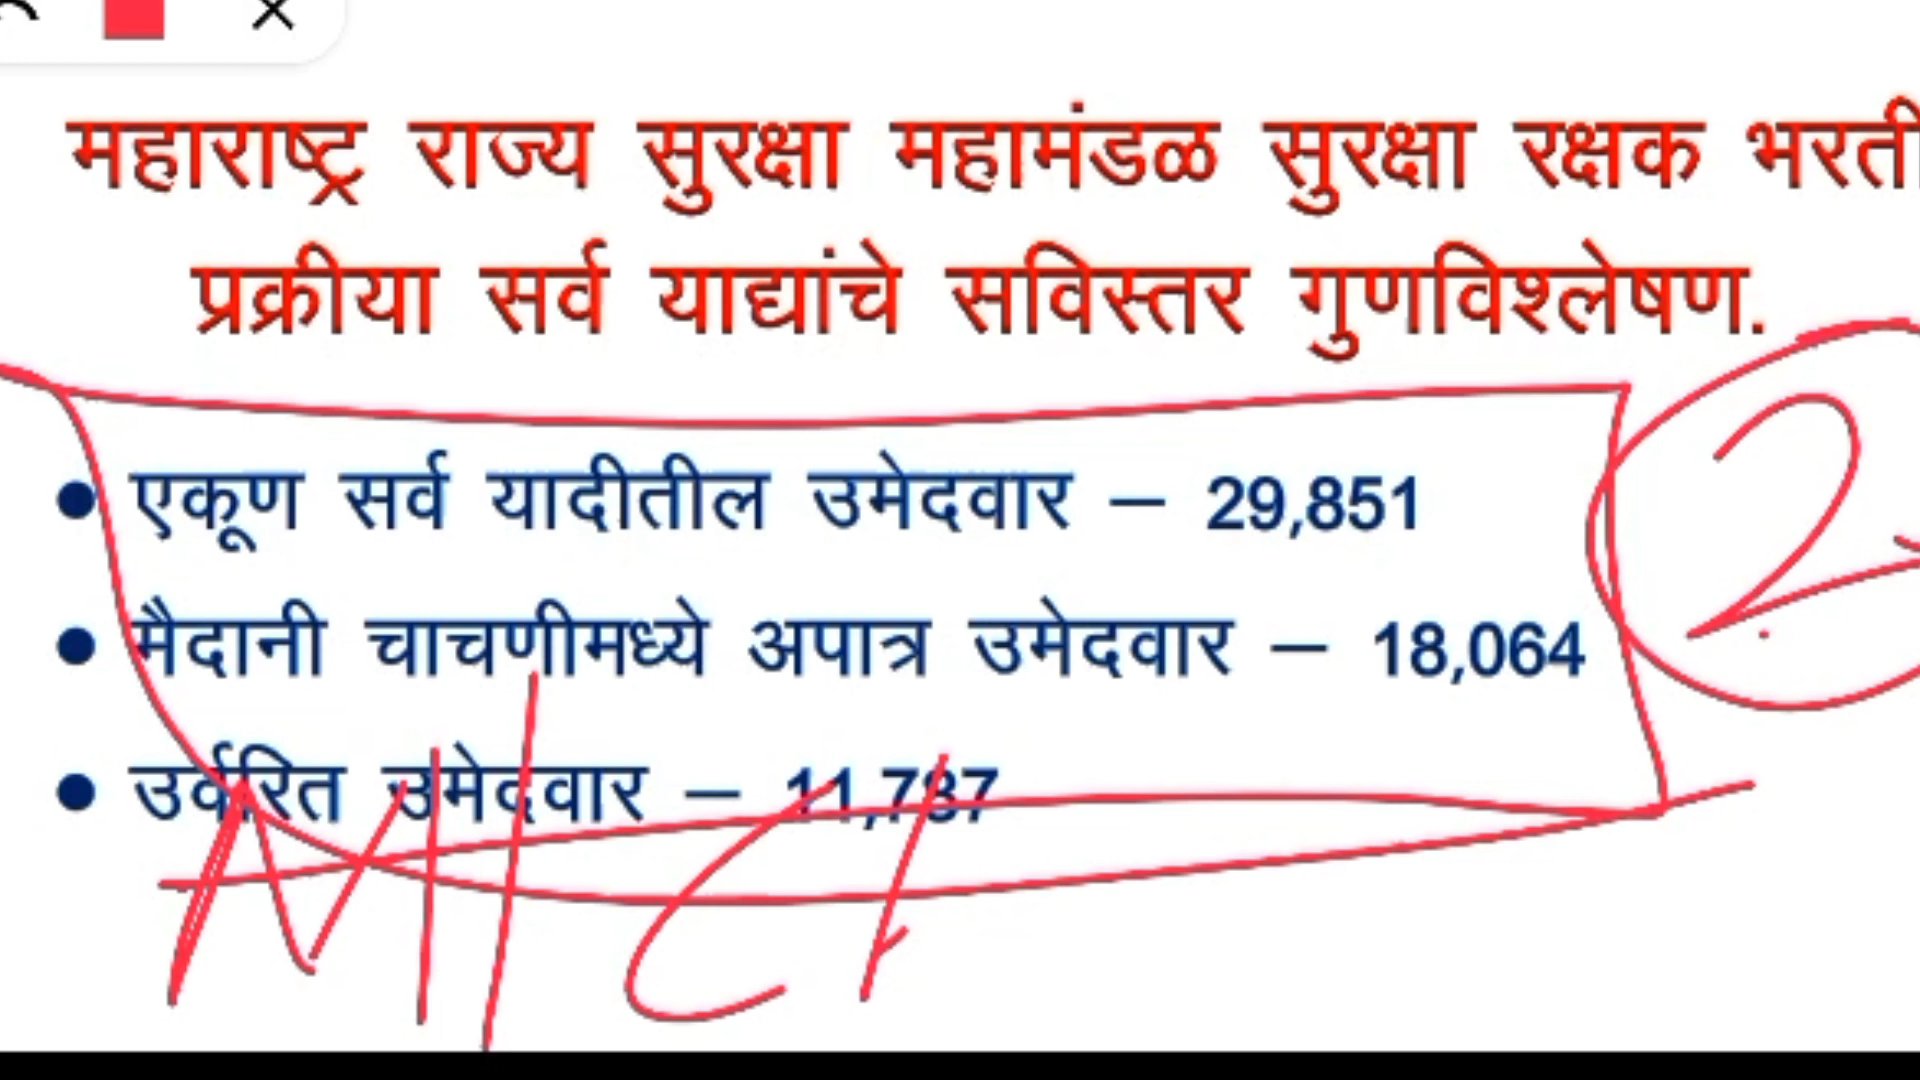 महाराष्ट्र राज्य सुरक्षा महामंडळ सुरक्षा रक्षक भरती
प्रक्रीया सर्व याद्यांचे सविस्तर गुणविश्लेषण.
• एकूण सर्व यादीतील उमेदवार – 29,851
• मैदानी चाचणीमध्ये अपात्र उमेदवार – 18,064
• उर्वरित उमेदवार – 11,787
2